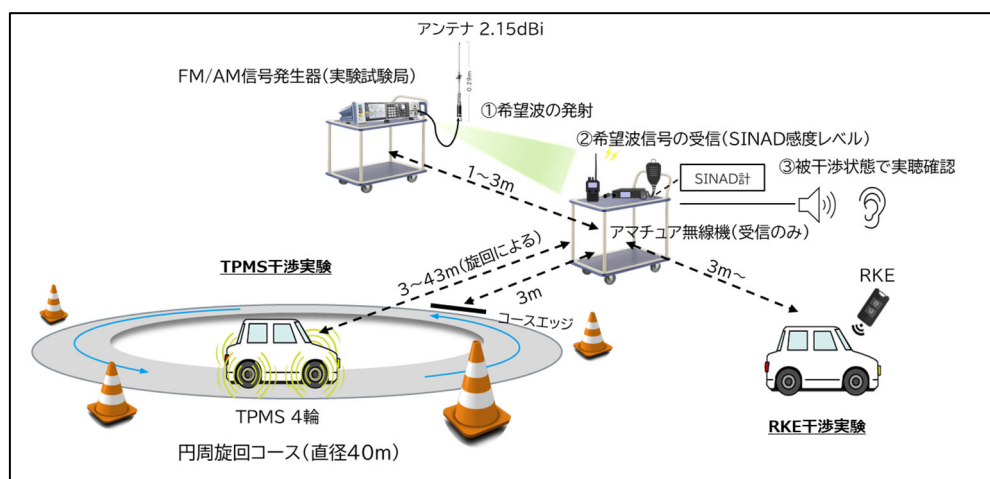 アンテナ 2.15dBi
FM/AM信号発生器(実験試験局)
0.29m
①希望波の発射
②希望波信号の受信(SINAD感度レベル)
SINAD計
③被干渉状態で実聴確認
1~3m
アマチュア無線機(受信のみ)
TPMS干渉実験
3~43m(旋回による)
3m
コースエッジ
3m~
RKE
TPMS 4輪
円周旋回コース(直径40m)
RKE干渉実験